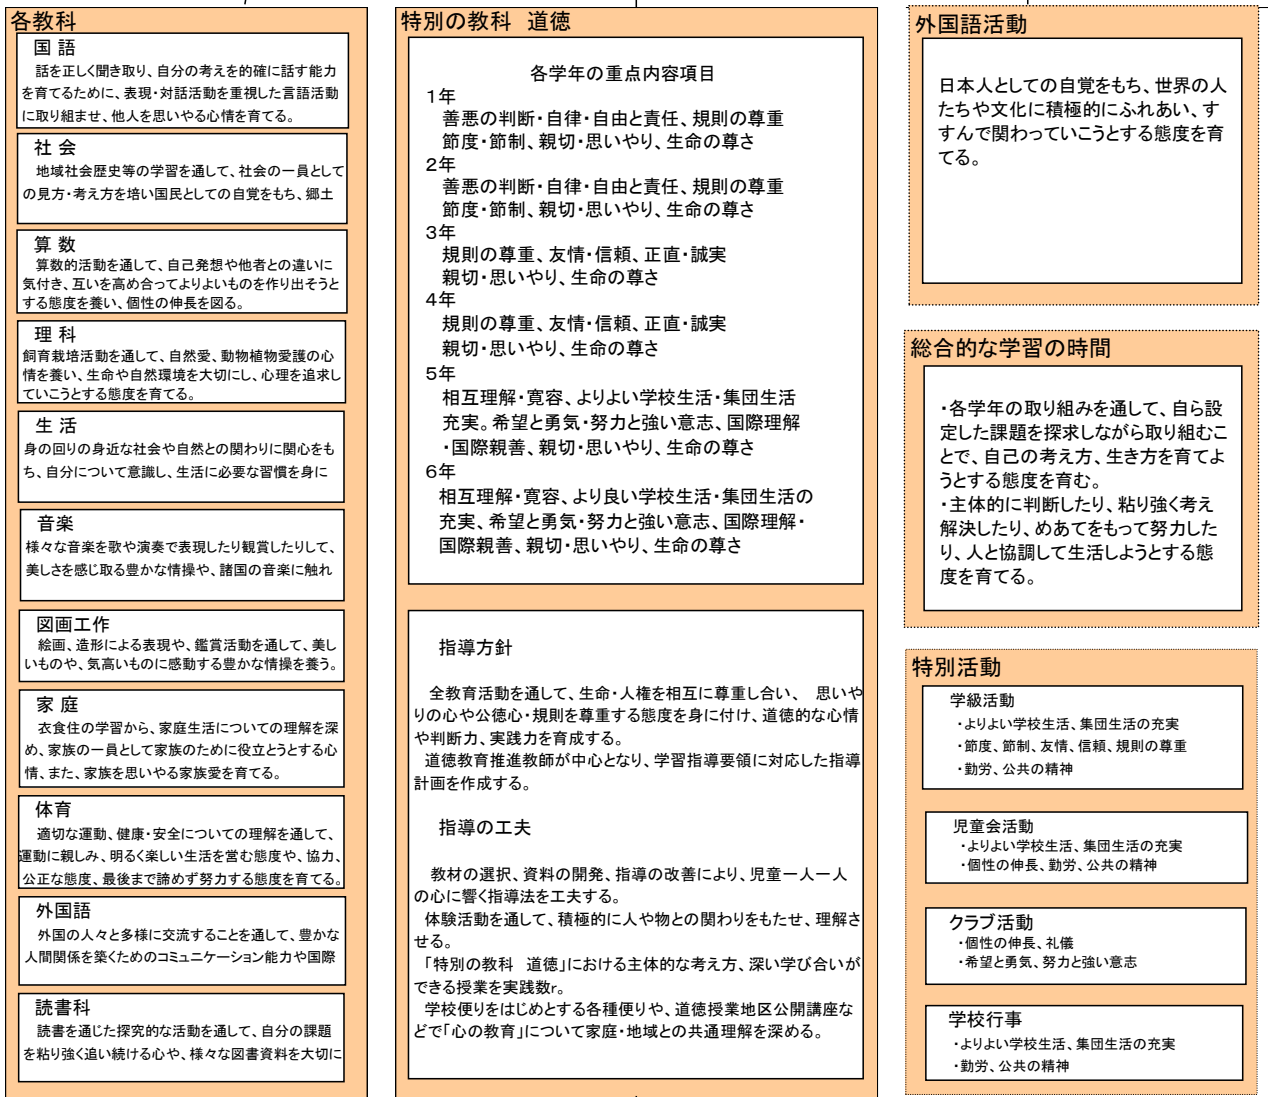 各教科
国 語
話を正しく聞き取り、自分の考えを的確に話す能力
を育てるために、表現・対話活動を重視した言語活動
に取り組ませ、他人を思いやる心情を育てる。
社 会
地域社会歴史等の学習を通して、社会の一員として
の見方・考え方を培い国民としての自覚をもち、郷土
算 数
算数的活動を通して、自己発想や他者との違いに
気付き、互いを高め合ってよりよいものを作り出そうと
する態度を養い、個性の伸長を図る。
理 科
飼育栽培活動を通して、自然愛、動物植物愛護の心
情を養い、生命や自然環境を大切にし、心理を追求し
ていこうとする態度を育てる。
生 活
身の回りの身近な社会や自然との関わりに関心をも
ち、自分について意識し、生活に必要な習慣を身に
音楽
様々な音楽を歌や演奏で表現したり観賞したりして、
美しさを感じ取る豊かな情操や、諸国の音楽に触れ
図画工作
絵画、造形による表現や、鑑賞活動を通して、美し
いものや、気高いものに感動する豊かな情操を養う。
家 庭
衣食住の学習から、家庭生活についての理解を深
め、家族の一員として家族のために役立とうとする心
情、また、家族を思いやる家族愛を育てる。
体育
適切な運動、健康・安全についての理解を通して、
運動に親しみ、明るく楽しい生活を営む態度や、協力、
公正な態度、最後まで諦めず努力する態度を育てる。
外国語
外国の人々と多様に交流することを通して、豊かな
人間関係を築くためのコミュニケーション能力や国際
読書科
読書を通じた探究的な活動を通して、自分の課題
を粘り強く追い続ける心や、様々な図書資料を大切に
特別の教科　道徳
各学年の重点内容項目
1年
善悪の判断・自律・自由と責任、規則の尊重
節度・節制、親切・思いやり、生命の尊さ
2年
善悪の判断・自律・自由と責任、規則の尊重
節度・節制、親切・思いやり、生命の尊さ
3年
規則の尊重、友情・信頼、正直・誠実
親切・思いやり、生命の尊さ
4年
規則の尊重、友情・信頼、正直・誠実
親切・思いやり、生命の尊さ
5年
相互理解・寛容、よりよい学校生活・集団生活
充実。希望と勇気・努力と強い意志、国際理解
・国際親善、親切・思いやり、生命の尊さ
6年
相互理解・寛容、より良い学校生活・集団生活の
充実、希望と勇気・努力と強い意志、国際理解・
国際親善、親切・思いやり、生命の尊さ
指導方針
全教育活動を通して、生命・人権を相互に尊重し合い、　思いや
りの心や公徳心・規則を尊重する態度を身に付け、道徳的な心情
や判断力、実践力を育成する。
道徳教育推進教師が中心となり、学習指導要領に対応した指導
計画を作成する。
指導の工夫
教材の選択、資料の開発、指導の改善により、児童一人一人
の心に響く指導法を工夫する。
体験活動を通して、積極的に人や物との関わりをもたせ、理解さ
せる。
「特別の教科　道徳」における主体的な考え方、深い学び合いが
できる授業を実践数r。
学校便りをはじめとする各種便りや、道徳授業地区公開講座な
どで「心の教育」について家庭・地域との共通理解を深める。
外国語活動
日本人としての自覚をもち、世界の人
たちや文化に積極的にふれあい、す
すんで関わっていこうとする態度を育
てる。
総合的な学習の時間
・各学年の取り組みを通して、自ら設
定した課題を探求しながら取り組むこ
とで、自己の考え方、生き方を育てよ
うとする態度を育む。
・主体的に判断したり、粘り強く考え
解決したり、めあてをもって努力した
り、人と協調して生活しようとする態
度を育てる。
特別活動
学級活動
・よりよい学校生活、集団生活の充実
・節度、節制、友情、信頼、規則の尊重
・勤労、公共の精神
児童会活動
・よりよい学校生活、集団生活の充実
・個性の伸長、勤労、公共の精神
クラブ活動
・個性の伸長、礼儀
・希望と勇気、努力と強い意志
学校行事
・よりよい学校生活、集団生活の充実
・勤労、公共の精神